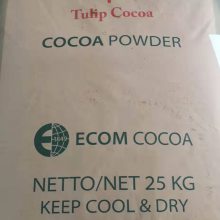 Tulip Cocoa
COCOA POWDER
ECOM COCOA
NETTO/NET 25 KG
KEEP COOL & DRY